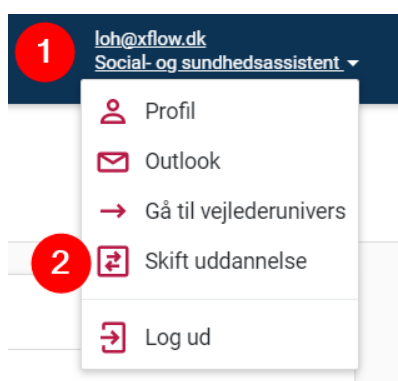 1
loh@xflow.dk
Social- og sundhedsassistent
Profil
Outlook
Gå til vejlederunivers
2
Skift uddannelse
Log ud